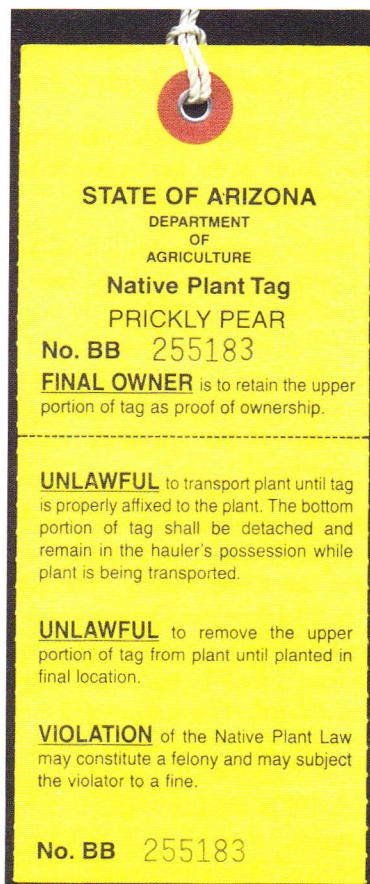 STATE OF ARIZONA
DEPARTMENT
OF
AGRICULTURE
Native Plant Tag
PRICKLY PEAR
No. BB 255183
FINAL OWNER is to retain the upper
portion of tag as proof of ownership.
UNLAWFUL to transport plant until tag
is properly affixed to the plant. The bottom
portion of tag shall be detached and
remain in the hauler's possession while
plant is being transported.
UNLAWFUL to remove the upper
portion of tag from plant until planted in
final location.
VIOLATION of the Native Plant Law
may constitute a felony and may subject
the violator to a fine.
No. BB 255183